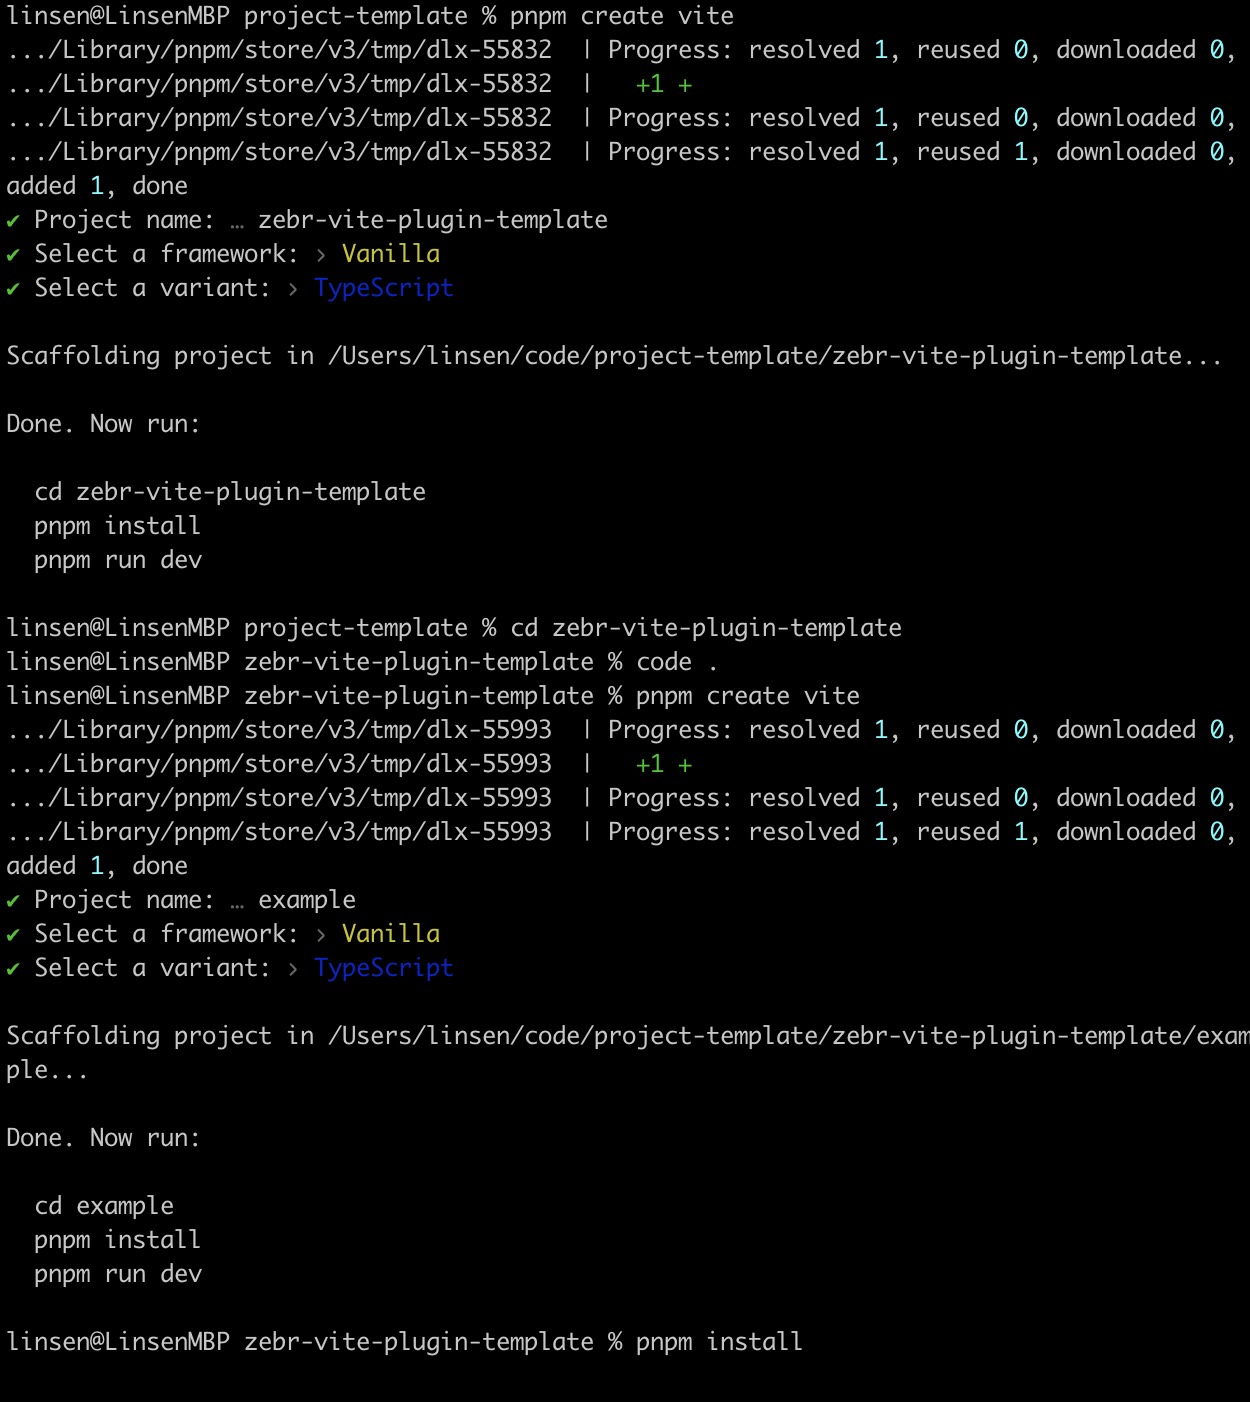 linsen@LinsenMBP project-template % pnpm create vite
.../Library/pnpm/store/v3/tmp/dlx-55832  | Progress: resolved 1, reused 0, downloaded 0,
.../Library/pnpm/store/v3/tmp/dlx-55832  |   +1 +
.../Library/pnpm/store/v3/tmp/dlx-55832  | Progress: resolved 1, reused 0, downloaded 0,
.../Library/pnpm/store/v3/tmp/dlx-55832  | Progress: resolved 1, reused 1, downloaded 0,
added 1, done
✔ Project name: … zebr-vite-plugin-template
✔ Select a framework: › Vanilla
✔ Select a variant: › TypeScript

Scaffolding project in /Users/linsen/code/project-template/zebr-vite-plugin-template...

Done. Now run:

  cd zebr-vite-plugin-template
  pnpm install
  pnpm run dev

linsen@LinsenMBP project-template % cd zebr-vite-plugin-template
linsen@LinsenMBP zebr-vite-plugin-template % code .
linsen@LinsenMBP zebr-vite-plugin-template % pnpm create vite
.../Library/pnpm/store/v3/tmp/dlx-55993  | Progress: resolved 1, reused 0, downloaded 0,
.../Library/pnpm/store/v3/tmp/dlx-55993  |   +1 +
.../Library/pnpm/store/v3/tmp/dlx-55993  | Progress: resolved 1, reused 0, downloaded 0,
.../Library/pnpm/store/v3/tmp/dlx-55993  | Progress: resolved 1, reused 1, downloaded 0,
added 1, done
✔ Project name: … example
✔ Select a framework: › Vanilla
✔ Select a variant: › TypeScript

Scaffolding project in /Users/linsen/code/project-template/zebr-vite-plugin-template/exam
ple...

Done. Now run:

  cd example
  pnpm install
  pnpm run dev

linsen@LinsenMBP zebr-vite-plugin-template % pnpm install